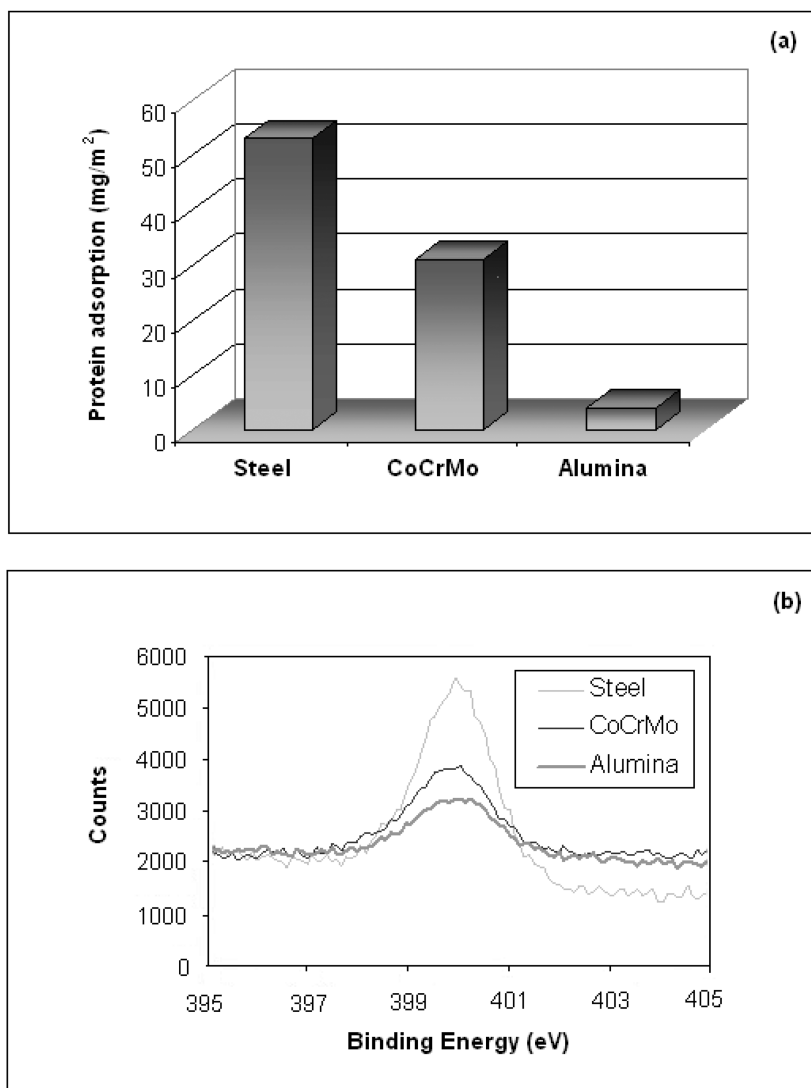 (a)
Protein adsorption (mg/m²)
60
50
40
30
20
10
0
Steel CoCrMo Alumina
(b)
Counts
6000
5000
4000
3000
2000
1000
0
Steel
CoCrMo
Alumina
395 397 399 401 403 405
Binding Energy (eV)